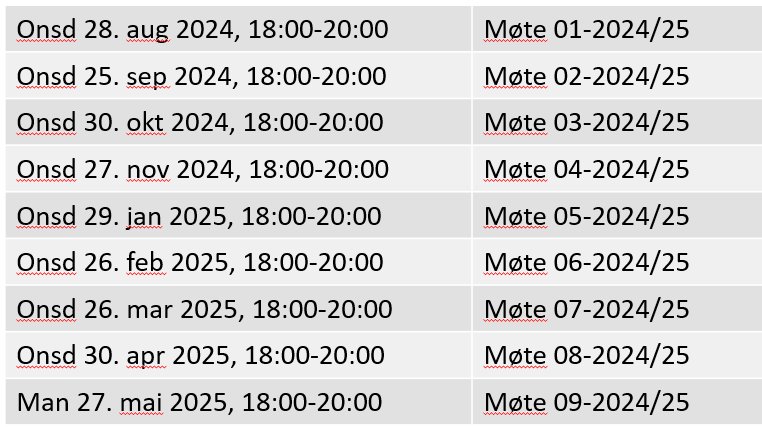 Onsd 28. aug 2024, 18:00-20:00 Møte 01-2024/25
Onsd 25. sep 2024, 18:00-20:00 Møte 02-2024/25
Onsd 30. okt 2024, 18:00-20:00 Møte 03-2024/25
Onsd 27. nov 2024, 18:00-20:00 Møte 04-2024/25
Onsd 29. jan 2025, 18:00-20:00 Møte 05-2024/25
Onsd 26. feb 2025, 18:00-20:00 Møte 06-2024/25
Onsd 26. mar 2025, 18:00-20:00 Møte 07-2024/25
Onsd 30. apr 2025, 18:00-20:00 Møte 08-2024/25
Man 27. mai 2025, 18:00-20:00 Møte 09-2024/25